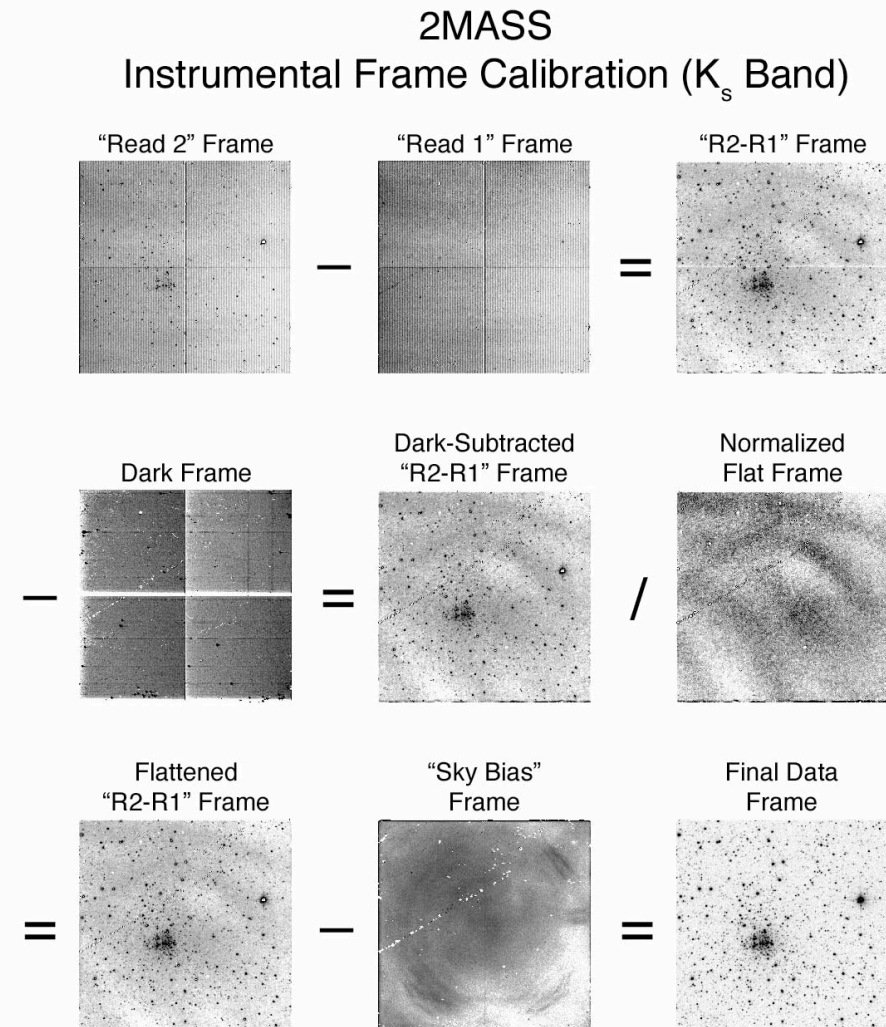 2MASS
Instrumental Frame Calibration (Ks Band)
“Read 2” Frame
“Read 1” Frame
“R2-R1” Frame
−
=
Dark Frame
Dark-Subtracted
“R2-R1” Frame
Normalized
Flat Frame
−
=
/
Flattened
“R2-R1” Frame
“Sky Bias”
Frame
Final Data
Frame
=
−
=